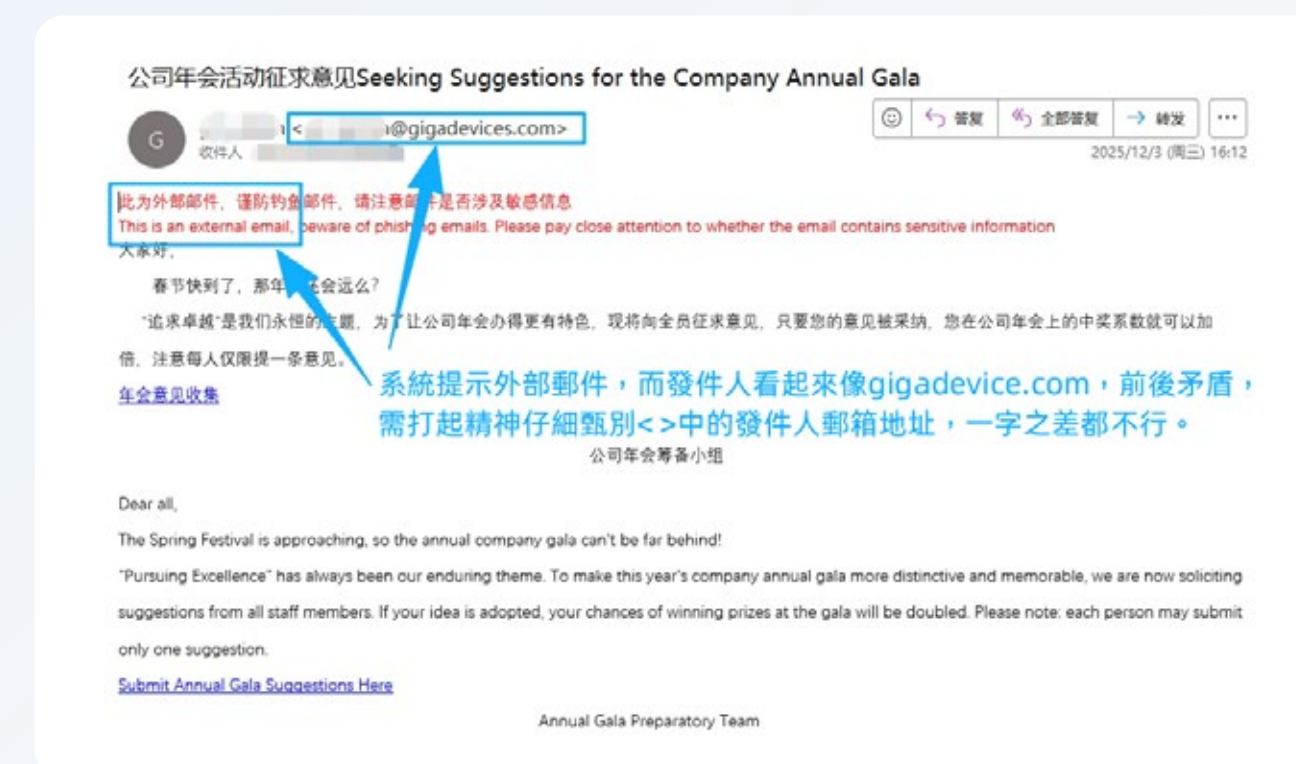 公司年会活动征求意见Seeking Suggestions for the Company Annual Gala
G
<
@gigadevices.com>
答复
全部答复
转发
收件人
2025/12/3 (周三) 16:12
此为外部邮件，谨防钓鱼邮件，请注意邮件是否涉及敏感信息
This is an external email, beware of phishing emails. Please pay close attention to whether the email contains sensitive information
大家好，
春节快到了，那年 还会远么？
“追求卓越”是我们永恒的主题，为了让公司年会办得更有特色，现将向全员征求意见，只要您的意见被采纳，您在公司年会上的中奖系数就可以加
倍，注意每人仅限提一条意见。
年会意见收集
系統提示外部郵件，而發件人看起來像gigadevice.com，前後矛盾，
需打起精神仔細甄別<>中的發件人郵箱地址，一字之差都不行。
公司年会筹备小组
Dear all,
The Spring Festival is approaching, so the annual company gala can't be far behind!
"Pursuing Excellence" has always been our enduring theme. To make this year's company annual gala more distinctive and memorable, we are now soliciting
suggestions from all staff members. If your idea is adopted, your chances of winning prizes at the gala will be doubled. Please note: each person may submit
only one suggestion.
Submit Annual Gala Suggestions Here
Annual Gala Preparatory Team